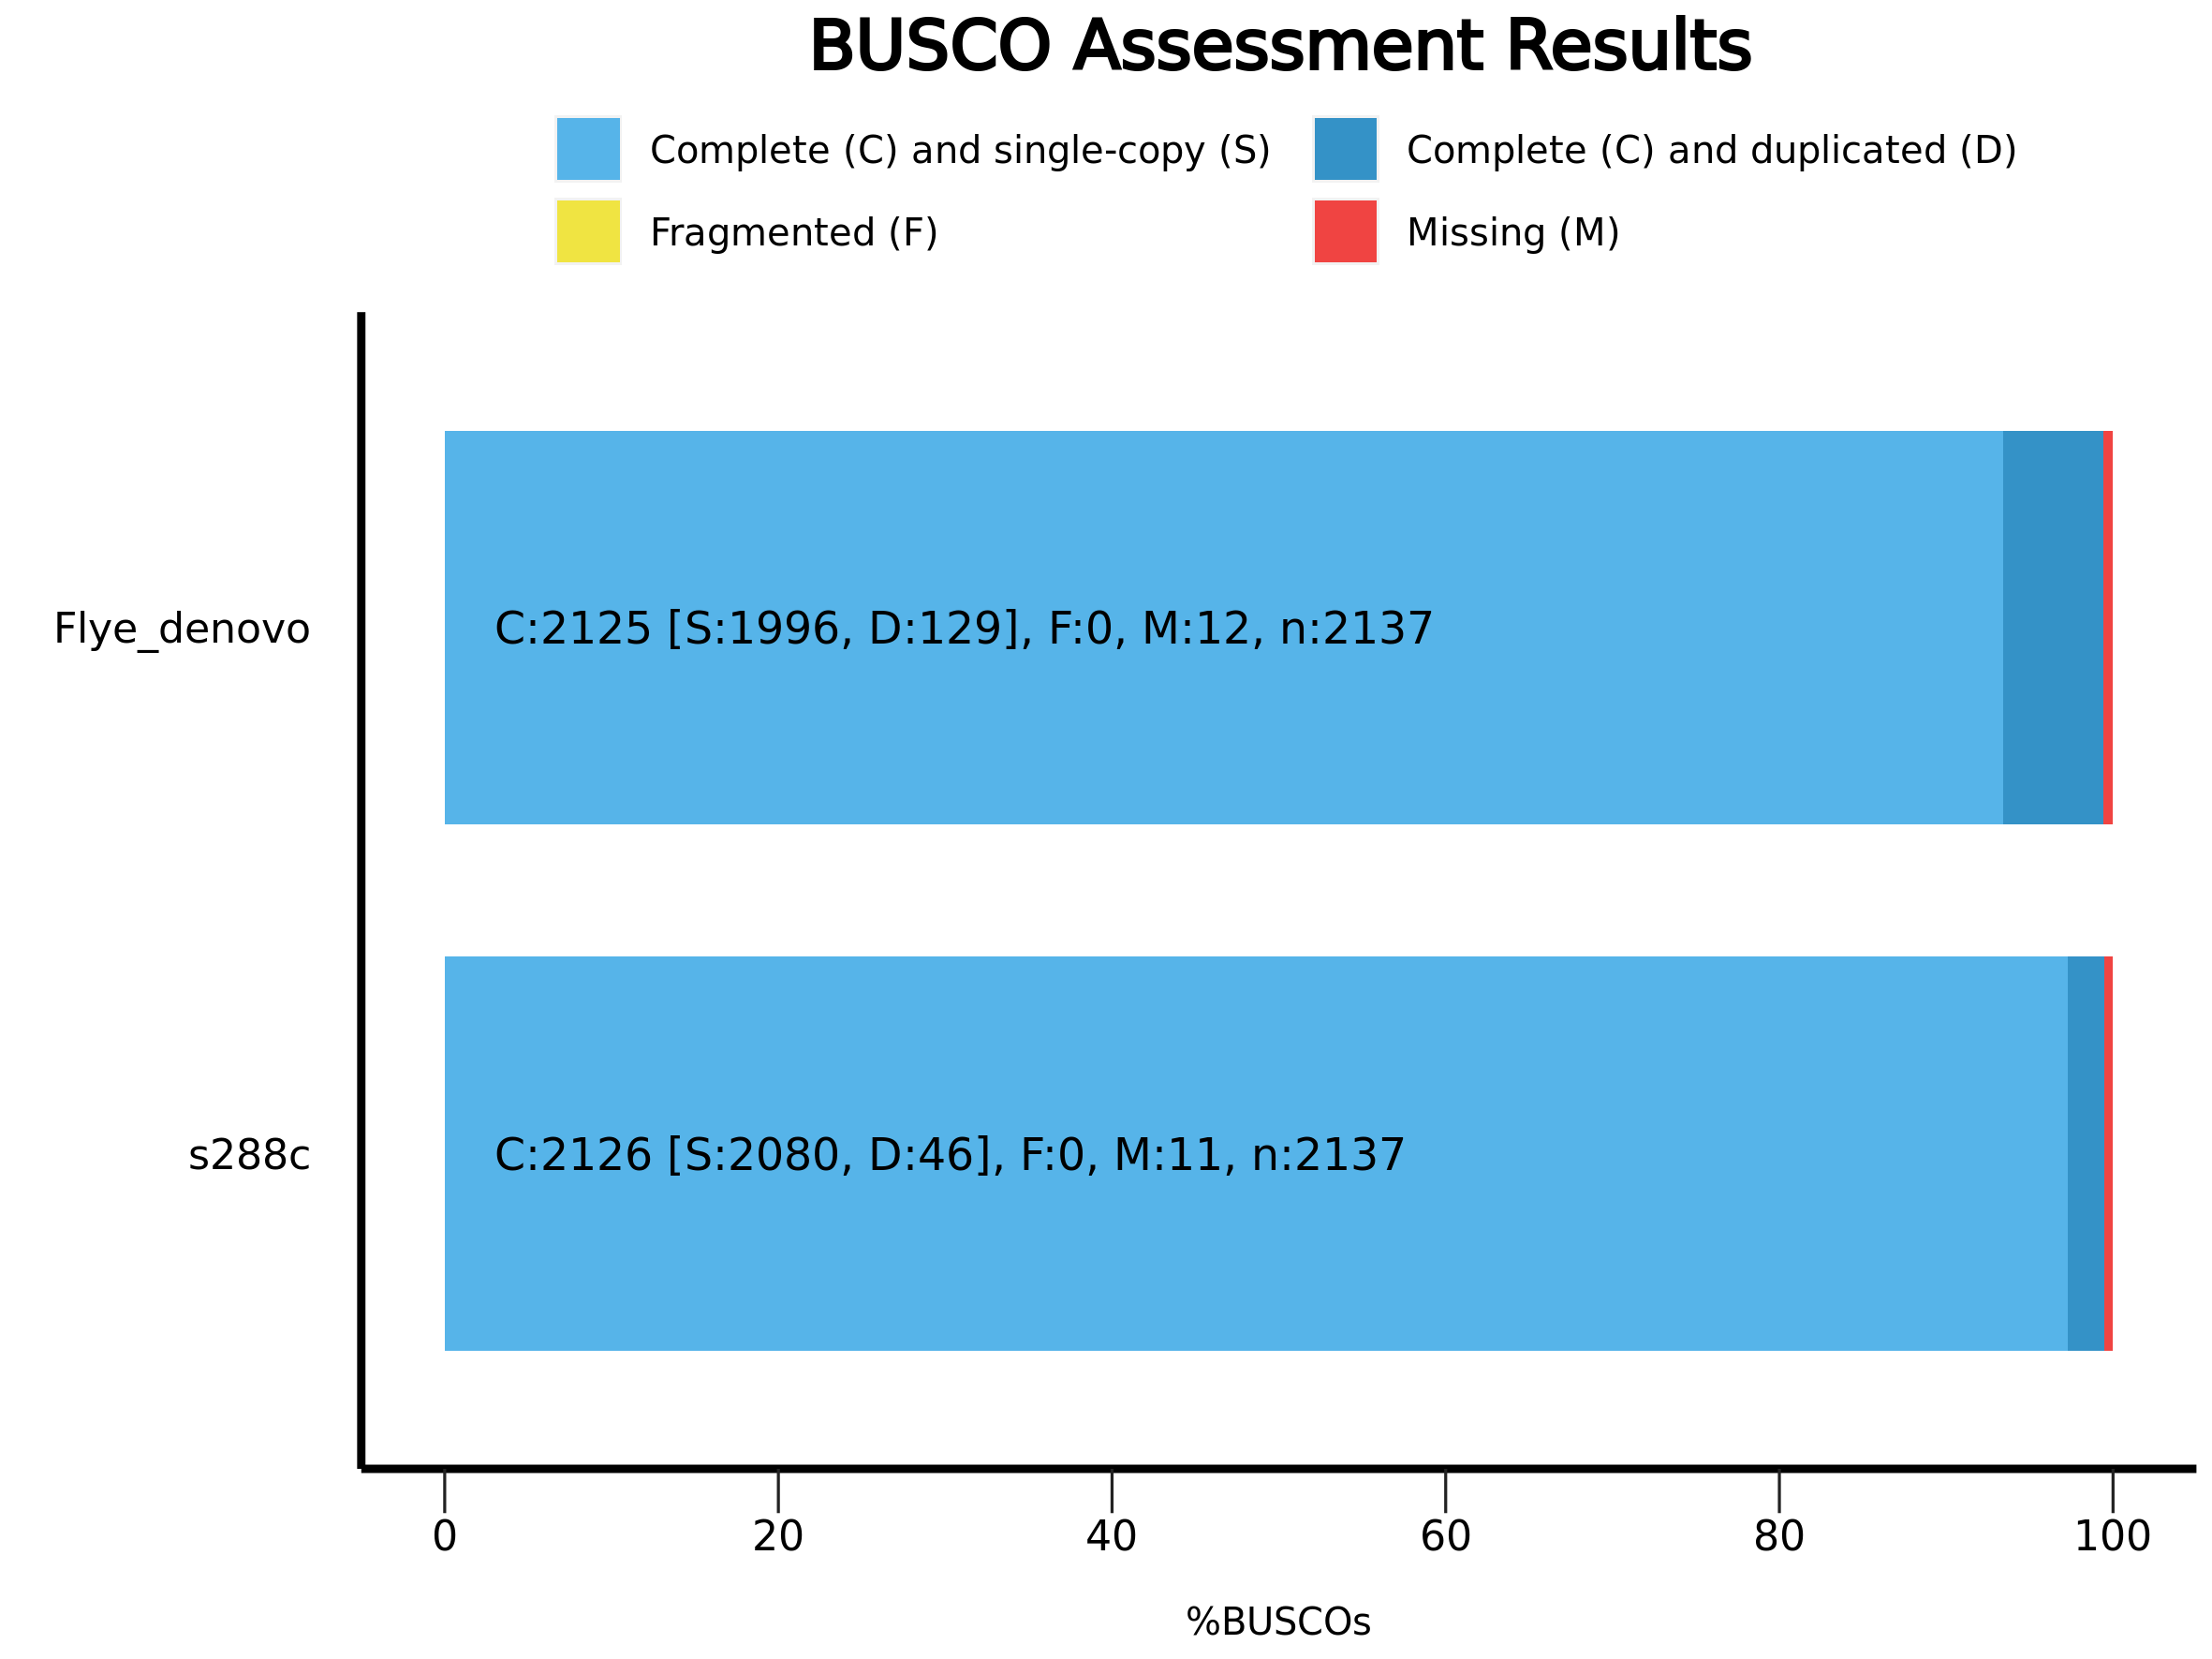 BUSCO Assessment Results
Complete (C) and single-copy (S)
Complete (C) and duplicated (D)
Fragmented (F)
Missing (M)
Flye_denovo
C:2125 [S:1996, D:129], F:0, M:12, n:2137
s288c
C:2126 [S:2080, D:46], F:0, M:11, n:2137
0 20 40 60 80 100
%BUSCOs